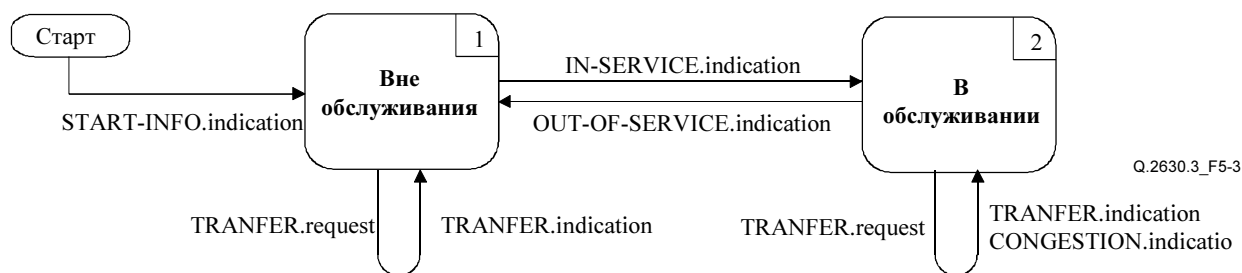 Старт
1
2
Вне
обслуживания
IN-SERVICE.indication
В
обслуживании
START-INFO.indication
OUT-OF-SERVICE.indication
Q.2630.3_F5-3
TRANFER.request
TRANFER.indication
TRANFER.request
TRANFER.indication
CONGESTION.indicatio